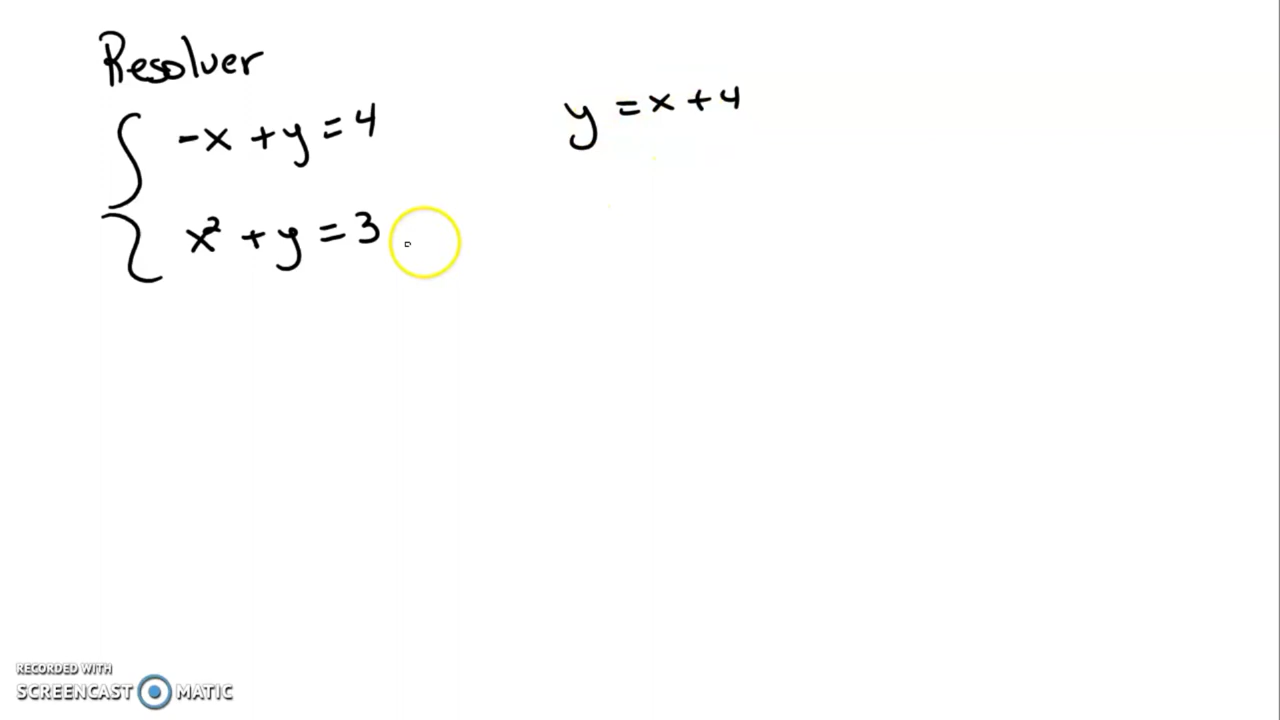 Resolver
-x + y = 4
x² + y = 3
y = x + 4
RECORDED WITH
SCREENCAST MATIC